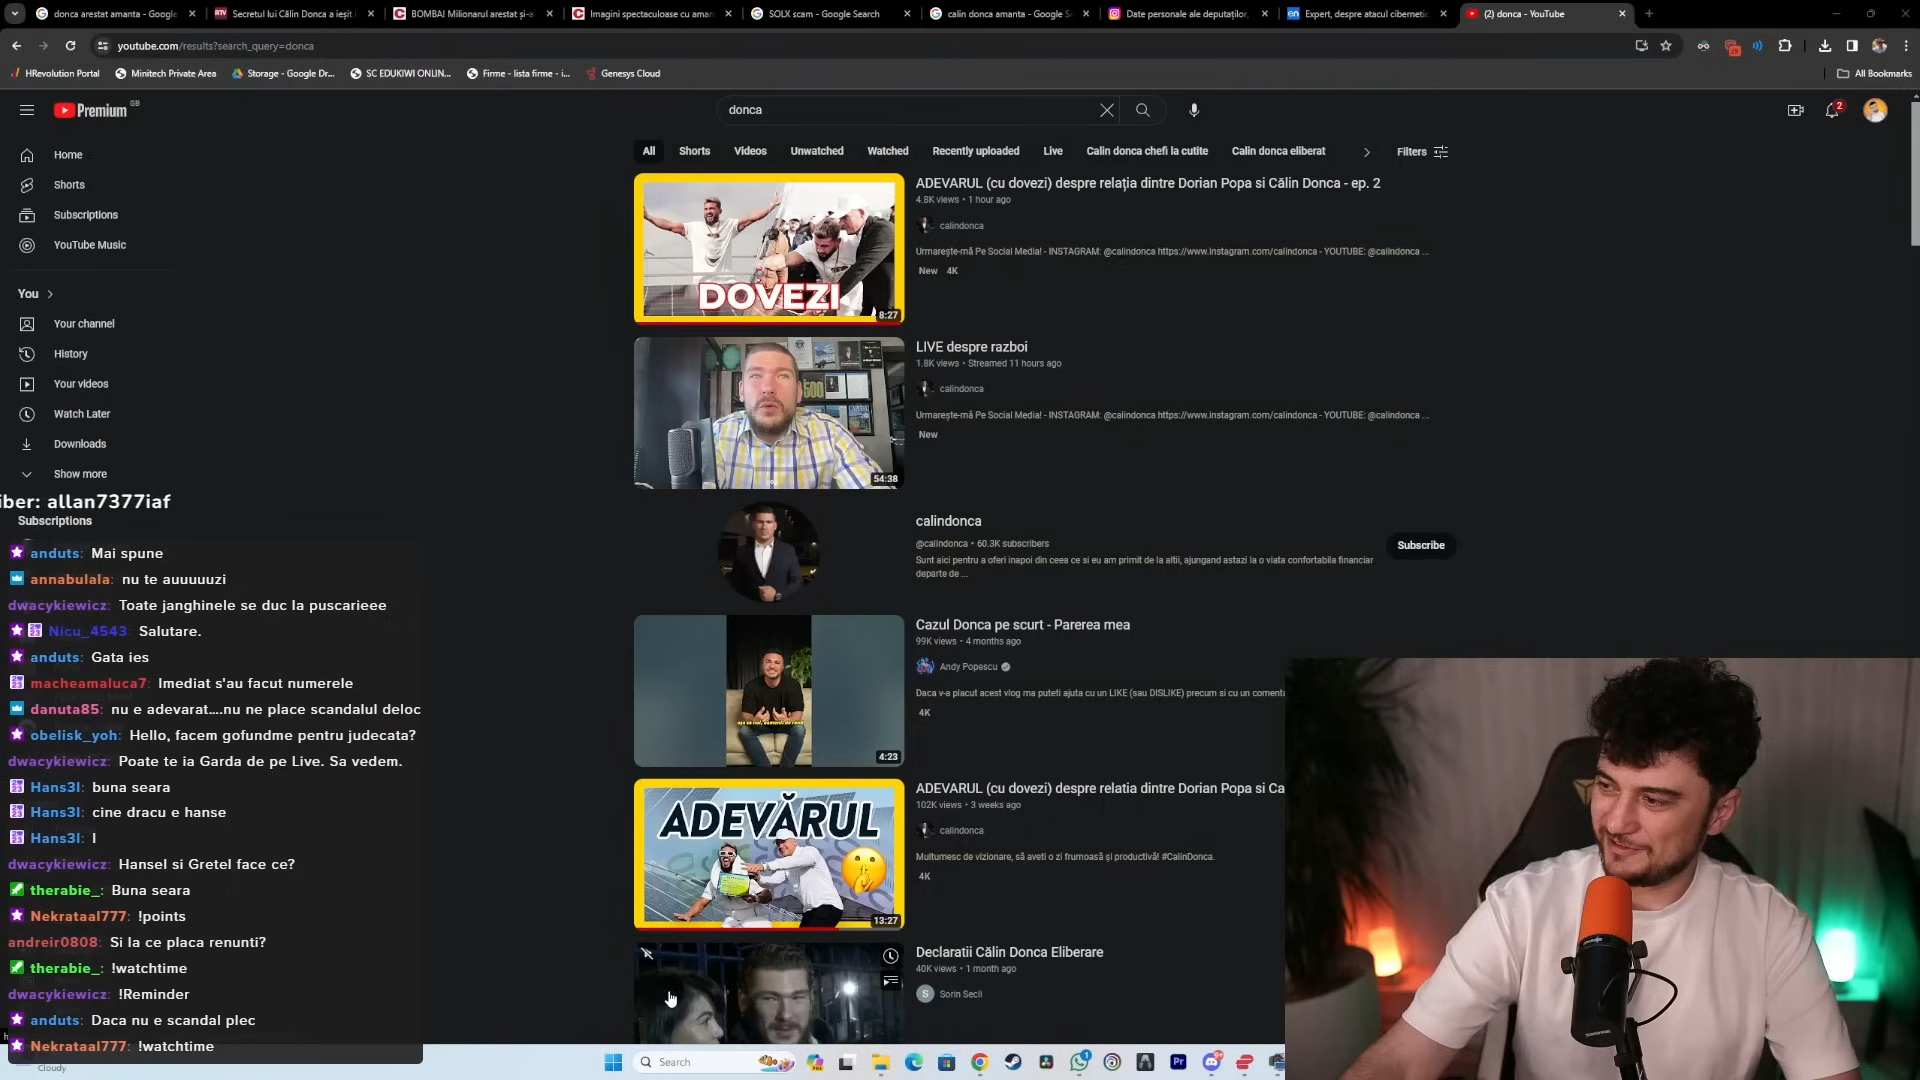 donca arestat amanta - Google
Secretul lui Călin Donca a ieșit
BOMBA! Milionarul arestat și-a
Imagini spectaculoase cu aman
SOLX scam - Google Search
calin donca amanta - Google Se
Date personale ale deputaților,
Expert, despre atacul cibernetic
(2) donca - YouTube
youtube.com/results?search_query=donca
HRevolution Portal
Minitech Private Area
Storage - Google Dr...
SC EDUKIWI ONLIN...
Firme - lista firme - i...
Genesys Cloud
All Bookmarks
Premium GB
donca
2
Home
Shorts
Subscriptions
YouTube Music
You
Your channel
History
Your videos
Watch Later
Downloads
Show more
iber: allan7377iaf
Subscriptions
All
Shorts
Videos
Unwatched
Watched
Recently uploaded
Live
Calin donca chefi la cutite
Calin donca eliberat
Filters
DOVEZI
8:27
ADEVARUL (cu dovezi) despre relația dintre Dorian Popa si Călin Donca - ep. 2
4.8K views • 1 hour ago
calindonca
Urmarește-mă Pe Social Media! - INSTAGRAM: @calindonca https://www.instagram.com/calindonca - YOUTUBE: @calindonca ...
New 4K
54:38
LIVE despre razboi
1.8K views • Streamed 11 hours ago
calindonca
Urmarește-mă Pe Social Media! - INSTAGRAM: @calindonca https://www.instagram.com/calindonca - YOUTUBE: @calindonca ...
New
calindonca
@calindonca • 60.3K subscribers
Sunt aici pentru a oferi inapoi din ceea ce si eu am primit de la altii, ajungand astazi la o viata confortabila financiar
departe de ...
Subscribe
4:23
Cazul Donca pe scurt - Parerea mea
99K views • 4 months ago
Andy Popescu
Daca v-a placut acest vlog ma puteti ajuta cu un LIKE (sau DISLIKE) precum si cu un comenta
4K
ADEVĂRUL
13:27
ADEVARUL (cu dovezi) despre relatia dintre Dorian Popa si Ca
102K views • 3 weeks ago
calindonca
Multumesc de vizionare, să aveti o zi frumoasă și productivă! #CalinDonca.
4K
Declaratii Călin Donca Eliberare
40K views • 1 month ago
S Sorin Secli
anduts: Mai spune
annabulala: nu te auuuuuzi
dwacykiewicz: Toate janghinele se duc la puscarieee
Nicu_4543: Salutare.
anduts: Gata ies
macheamaluca7: Imediat s'au facut numerele
danuta85: nu e adevarat....nu ne place scandalul deloc
obelisk_yoh: Hello, facem gofundme pentru judecata?
dwacykiewicz: Poate te ia Garda de pe Live. Sa vedem.
Hans3l: buna seara
Hans3l: cine dracu e hanse
Hans3l: l
dwacykiewicz: Hansel si Gretel face ce?
therabie_: Buna seara
Nekrataal777: !points
andreir0808: Si la ce placa renunti?
therabie_: !watchtime
dwacykiewicz: !Reminder
anduts: Daca nu e scandal plec
Nekrataal777: !watchtime
Cloudy
Search